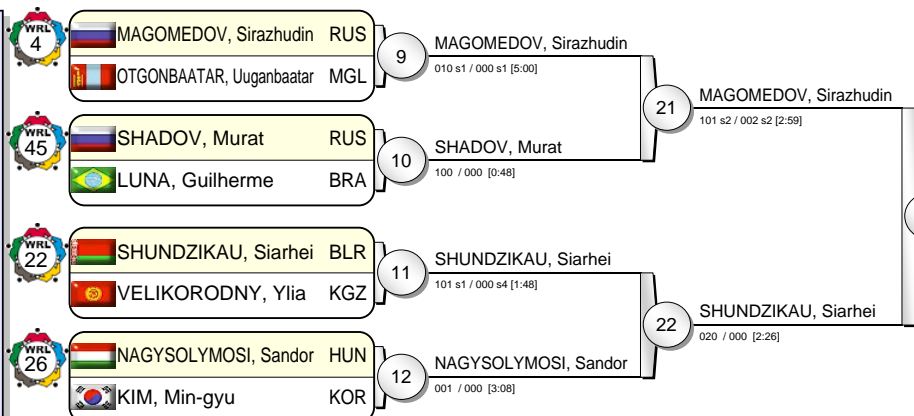 WRL
4
MAGOMEDOV, Sirazhudin RUS
OTGONBAATAR, Uuganbaatar MGL
9
MAGOMEDOV, Sirazhudin
010 s1 / 000 s1 [5:00]
WRL
45
SHADOV, Murat RUS
LUNA, Guilherme BRA
10
SHADOV, Murat
100 / 000 [0:48]
21
MAGOMEDOV, Sirazhudin
101 s2 / 002 s2 [2:59]
WRL
22
SHUNDZIKAU, Siarhei BLR
VELIKORODNY, Ylia KGZ
11
SHUNDZIKAU, Siarhei
101 s1 / 000 s4 [1:48]
WRL
26
NAGYSOLYMOSI, Sandor HUN
KIM, Min-gyu KOR
12
NAGYSOLYMOSI, Sandor
001 / 000 [3:08]
22
SHUNDZIKAU, Siarhei
020 / 000 [2:26]